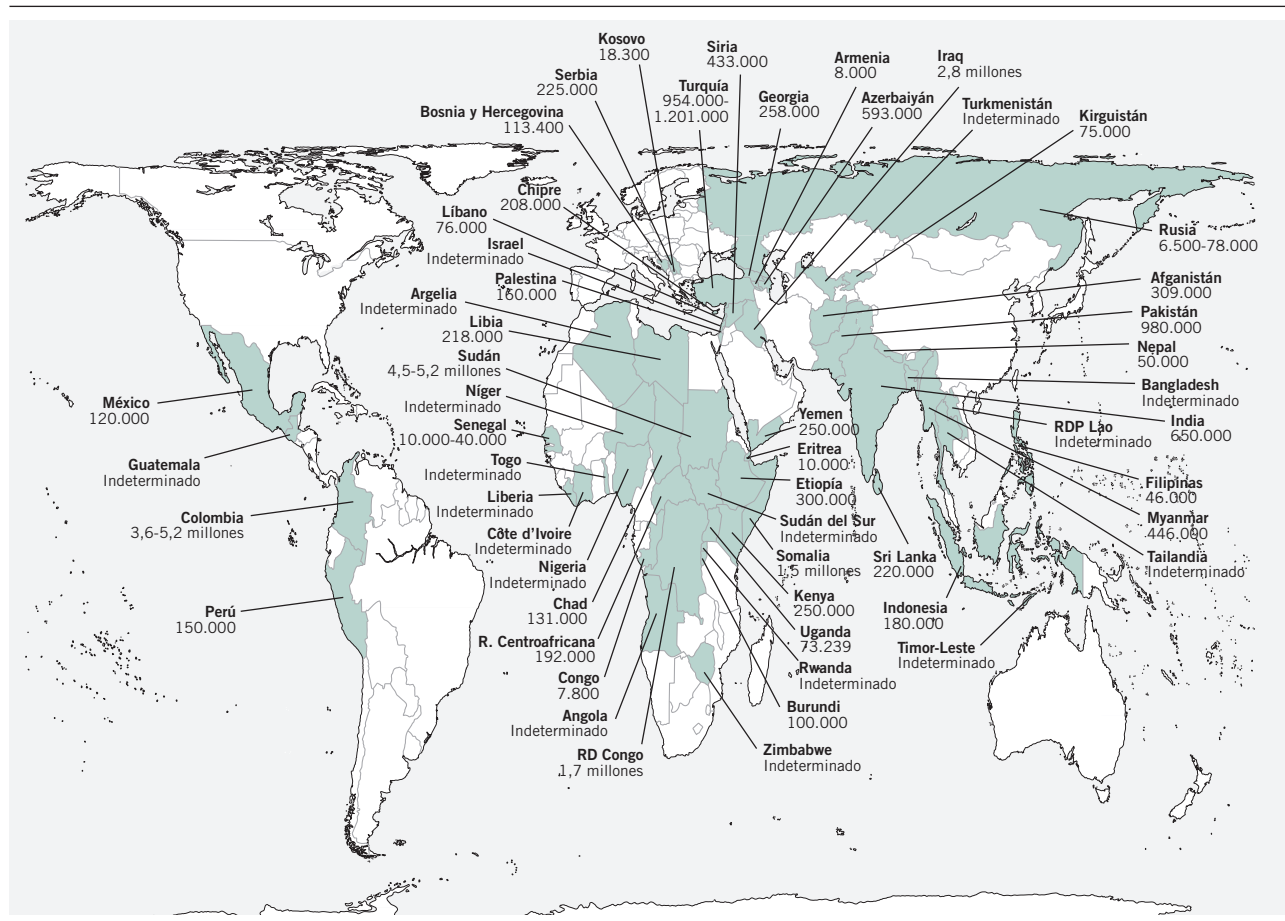 Kosovo
18.300
Siria
433.000
Armenia
8.000
Iraq
2,8 millones
Serbia
225.000
Turquía
954.000-
1.201.000
Georgia
258.000
Azerbaiyán
593.000
Turkmenistán
Indeterminado
Kirguistán
75.000
Bosnia y Hercegovina
113.400
Chipre
208.000
Líbano
76.000
Israel
Indeterminado
Palestina
160.000
Argelia
Indeterminado
Libia
218.000
Sudán
4,5-5,2 millones
Níger
Indeterminado
Senegal
10.000-40.000
Togo
Indeterminado
Liberia
Indeterminado
Côte d'Ivoire
Indeterminado
Nigeria
Indeterminado
Chad
131.000
R. Centroafricana
192.000
Congo
7.800
Angola
Indeterminado
RD Congo
1,7 millones
México
120.000
Guatemala
Indeterminado
Colombia
3,6-5,2 millones
Perú
150.000
Rusia
6.500-78.000
Afganistán
309.000
Pakistán
980.000
Nepal
50.000
Bangladesh
Indeterminado
India
650.000
RDP Lao
Indeterminado
Filipinas
46.000
Myanmar
446.000
Tailandia
Indeterminado
Yemen
250.000
Eritrea
10.000
Etiopía
300.000
Sudán del Sur
Indeterminado
Somalia
1,5 millones
Kenya
250.000
Uganda
73.239
Rwanda
Indeterminado
Burundi
100.000
Zimbabwe
Indeterminado
Sri Lanka
220.000
Indonesia
180.000
Timor-Leste
Indeterminado